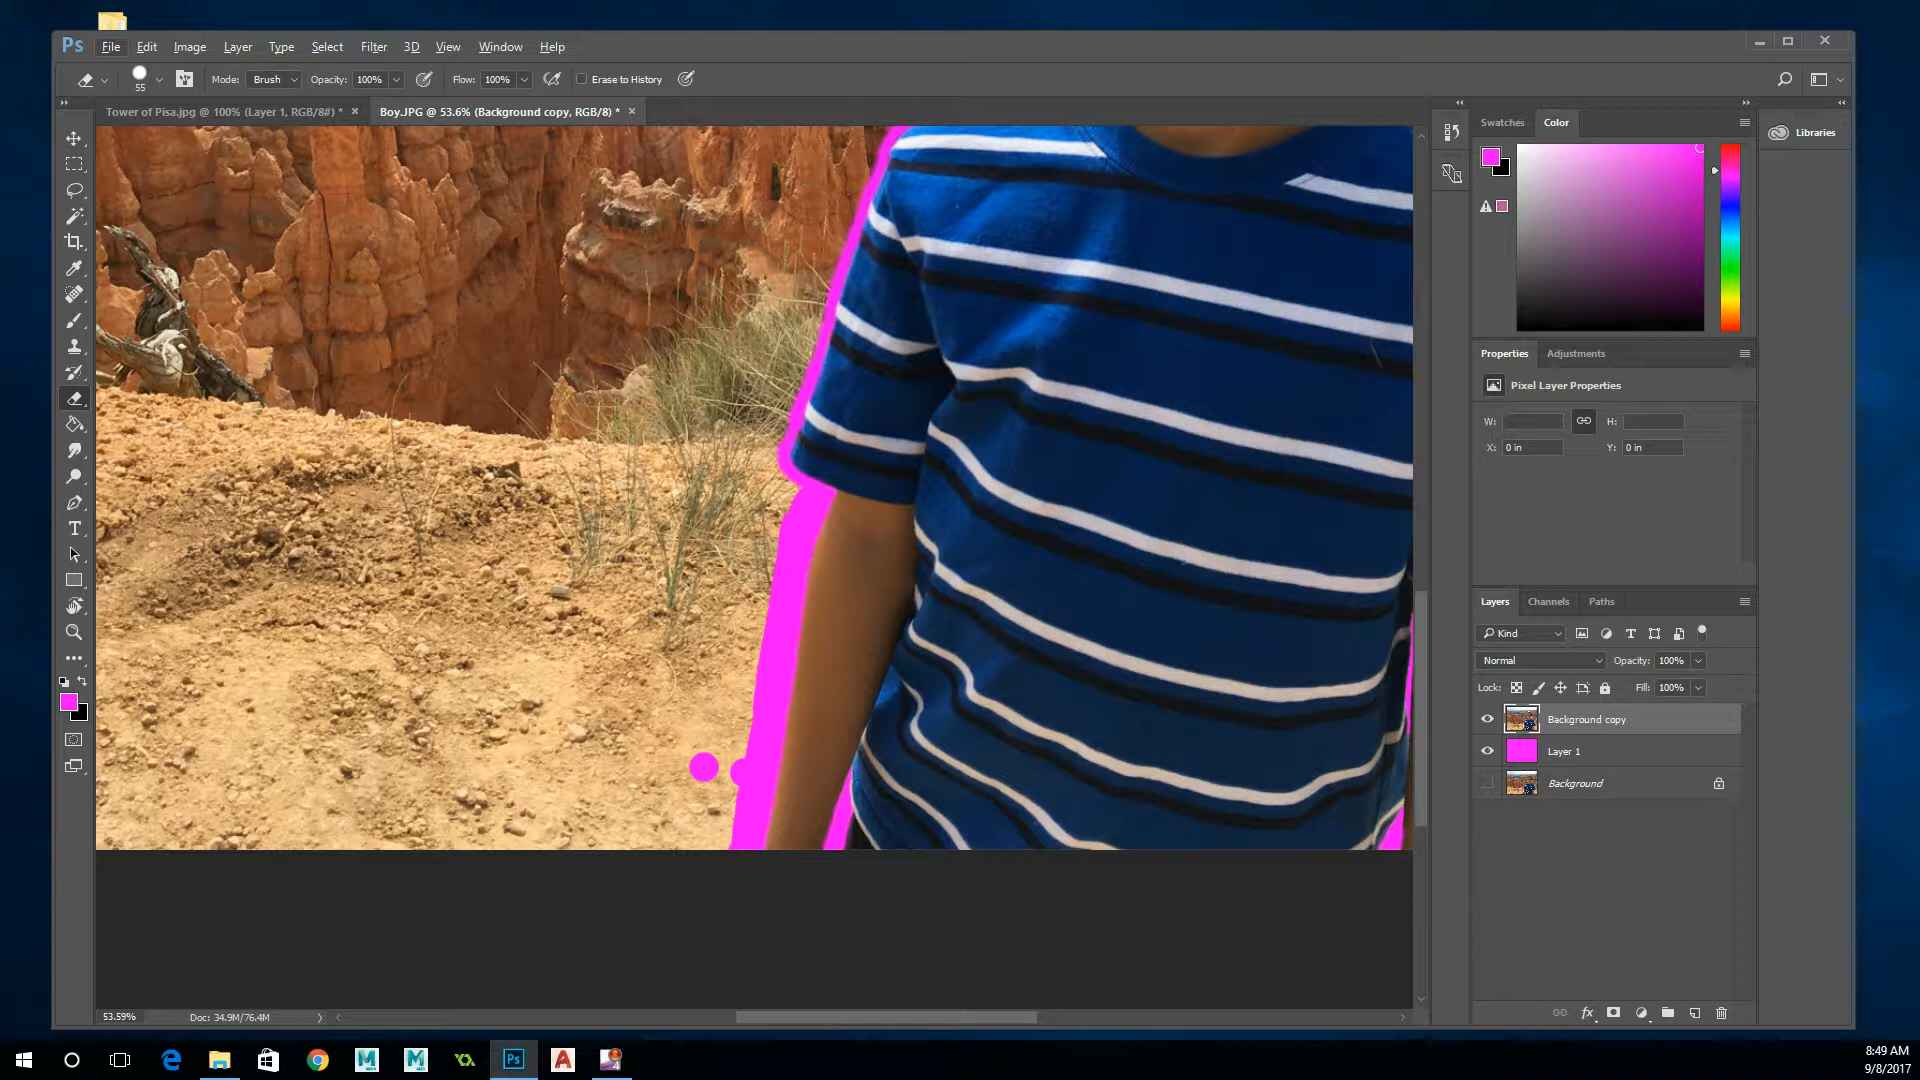 Ps File Edit Image Layer Type Select Filter 3D View Window Help
55 Mode: Brush Opacity: 100% Flow: 100% Erase to History
Tower of Pisa.jpg @ 100% (Layer 1, RGB/8#) * × Boy.JPG @ 53.6% (Background copy, RGB/8) * ×
Swatches Color
Libraries
Properties Adjustments
Pixel Layer Properties
W: H:
X: 0 in Y: 0 in
Layers Channels Paths
Kind
Normal Opacity: 100%
Lock: Fill: 100%
Background copy
Layer 1
Background
fx
53.59% Doc: 34.9M/76.4M
8:49 AM
9/8/2017